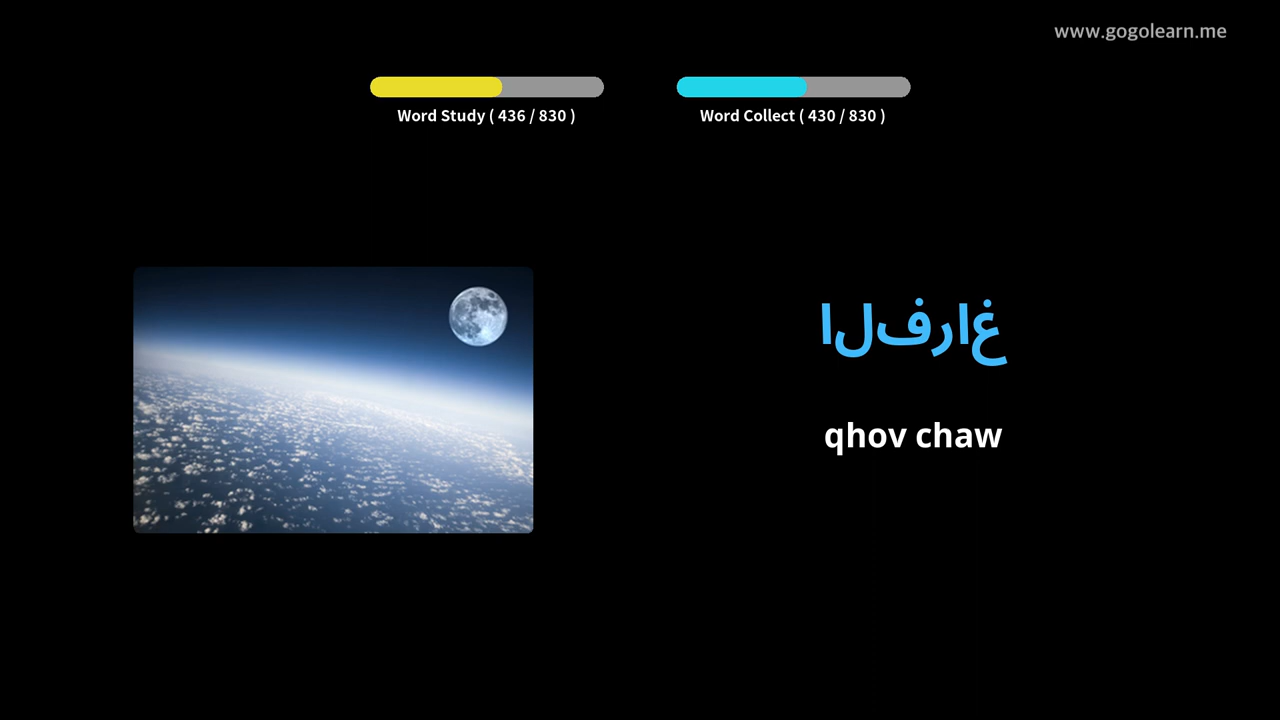 www.gogolearn.me
Word Study ( 436 / 830 )
Word Collect ( 430 / 830 )
الفراغ
qhov chaw